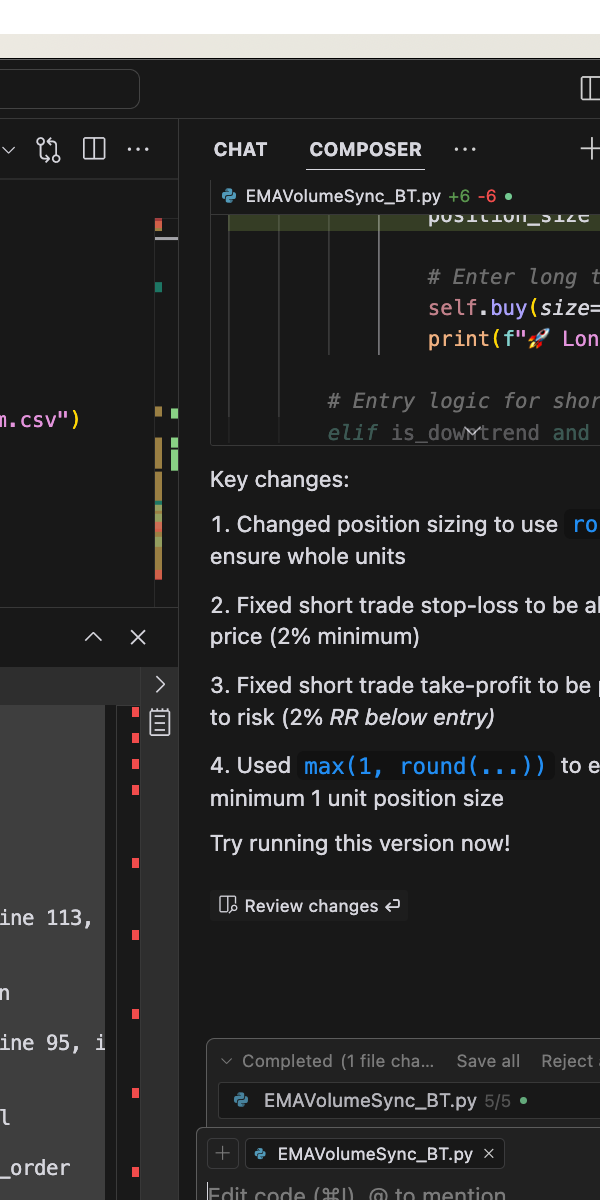 CHAT COMPOSER
EMAVolumeSync_BT.py +6 -6
position_size
# Enter long t
self.buy(size=
print(f"🚀 Lon
m.csv")
# Entry logic for shor
elif is_downtrend and
Key changes:
1. Changed position sizing to use ro
ensure whole units
2. Fixed short trade stop-loss to be a
price (2% minimum)
3. Fixed short trade take-profit to be
to risk (2% RR below entry)
4. Used max(1, round(...)) to e
minimum 1 unit position size
Try running this version now!
Review changes ⏎
ine 113,
n
ine 95, i
l
_order
Completed (1 file cha... Save all Reject
EMAVolumeSync_BT.py 5/5
+ EMAVolumeSync_BT.py ×
Edit code (⌘I), @ to mention